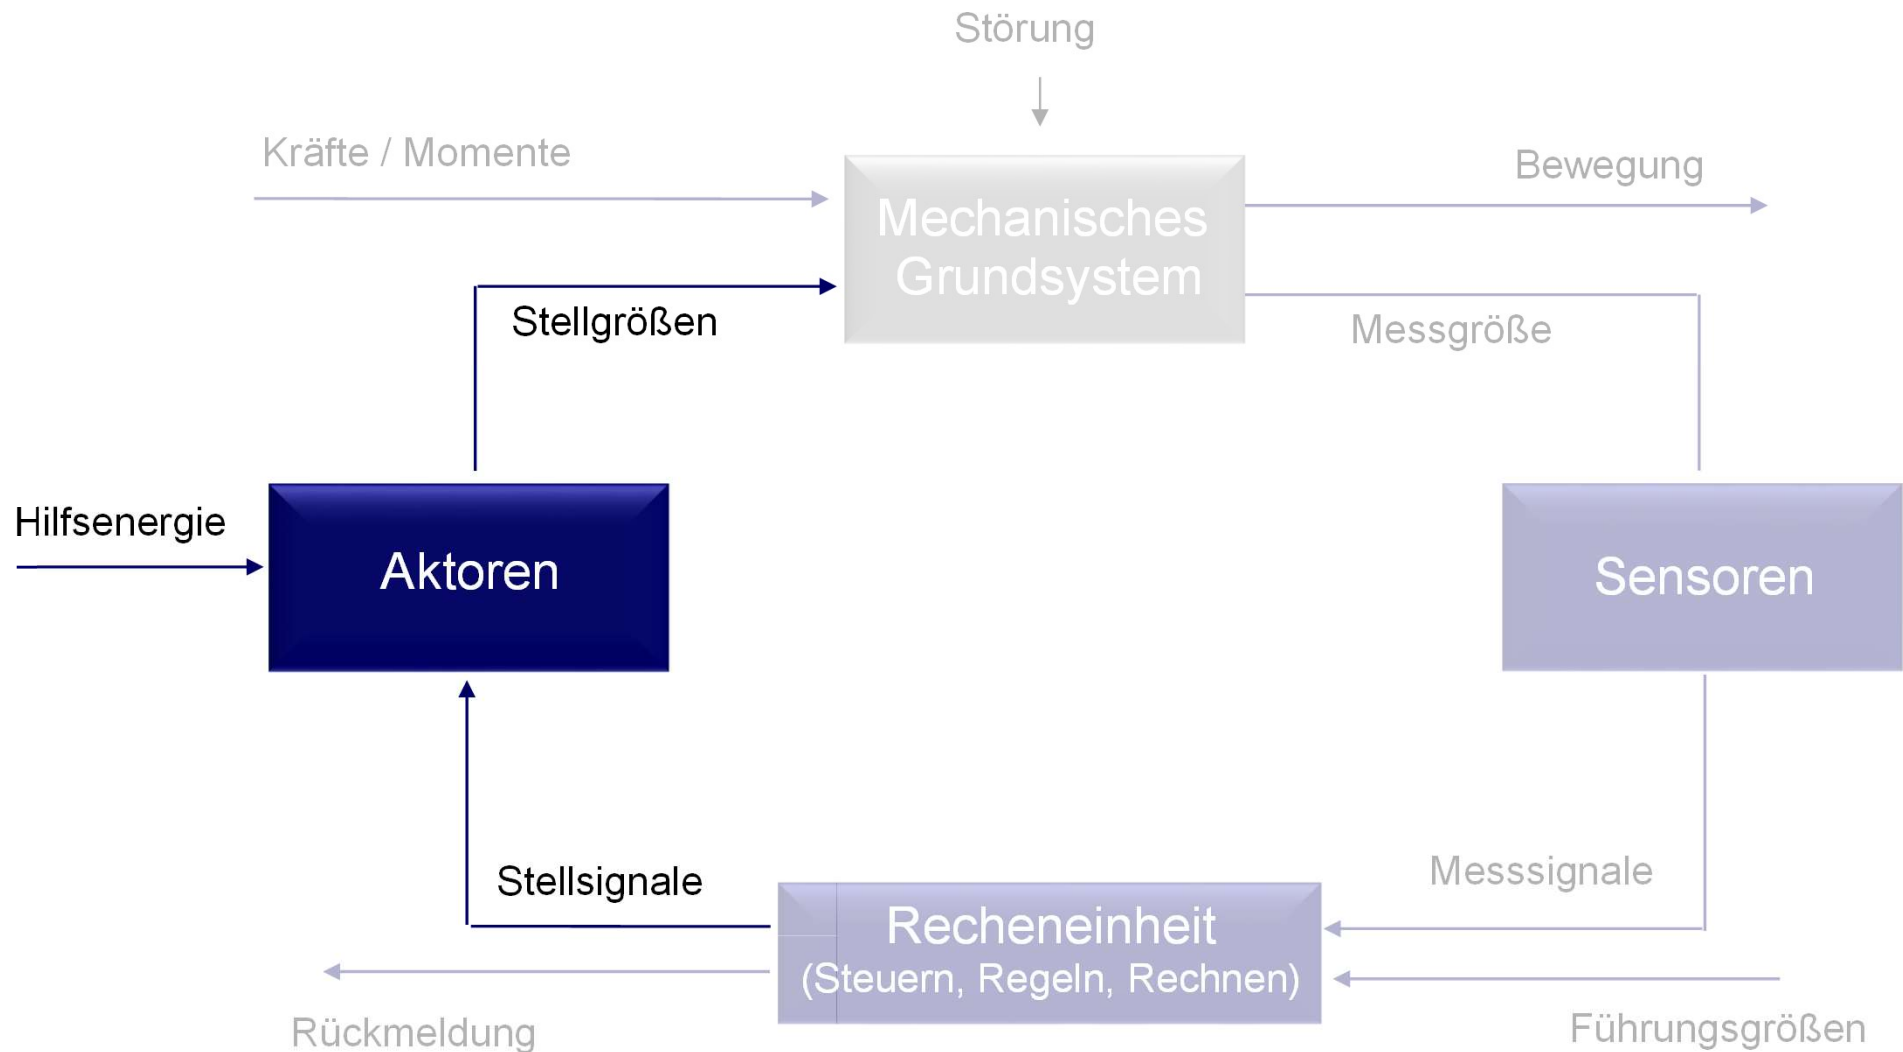 Störung
Kräfte / Momente
Bewegung
Mechanisches
Grundsystem
Stellgrößen
Messgröße
Hilfsenergie
Aktoren
Sensoren
Stellsignale
Messsignale
Recheneinheit
(Steuern, Regeln, Rechnen)
Rückmeldung
Führungsgrößen